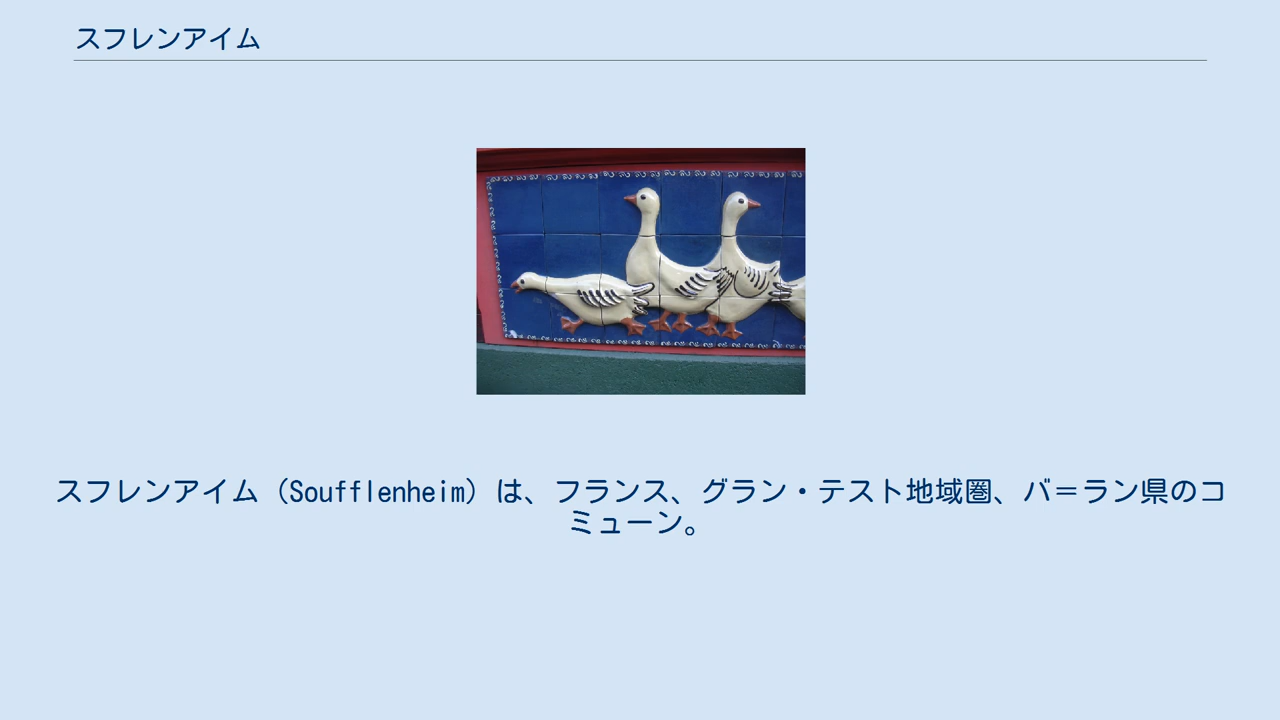 スフレンアイム
スフレンアイム（Soufflenheim）は、フランス、グラン・テスト地域圏、バ＝ラン県のコ
ミューン。